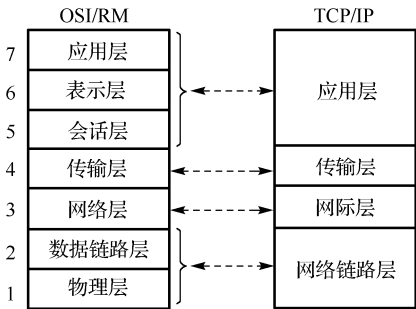 OSI/RM
TCP/IP
7 应用层
6 表示层
5 会话层
4 传输层
3 网络层
2 数据链路层
1 物理层
应用层
传输层
网际层
网络链路层